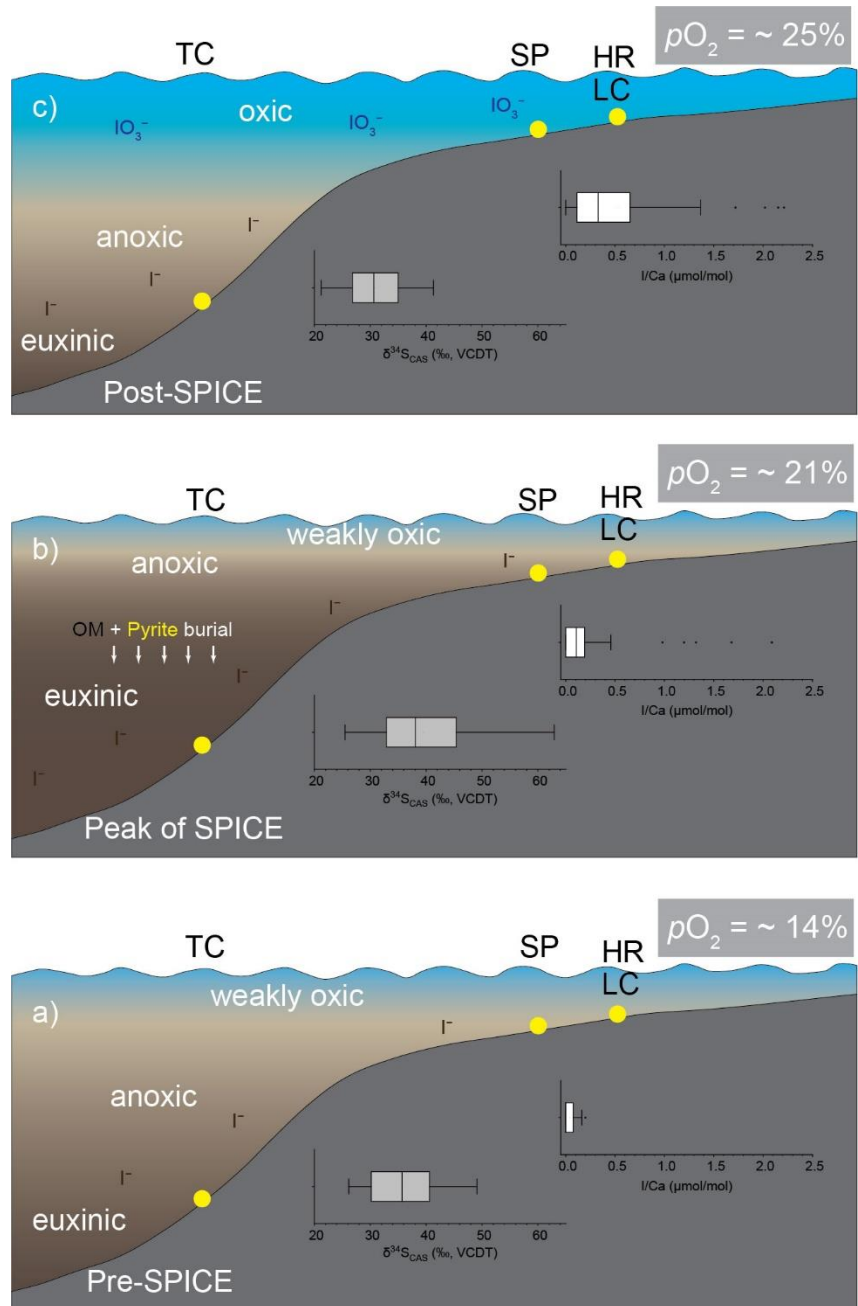 pO₂ = ~ 25%
TC SP HR
LC
c) oxic
IO₃⁻ IO₃⁻ IO₃⁻
anoxic
I⁻
I⁻
I⁻
euxinic
0.0 0.5 1.0 1.5 2.0 2.5
I/Ca (μmol/mol)
20 30 40 50 60
δ³⁴S_CAS (‰, VCDT)
Post-SPICE
pO₂ = ~ 21%
TC SP HR
LC
b) weakly oxic
anoxic
I⁻
I⁻
OM + Pyrite burial
I⁻
euxinic
I⁻
I⁻
0.0 0.5 1.0 1.5 2.0 2.5
I/Ca (μmol/mol)
20 30 40 50 60
δ³⁴S_CAS (‰, VCDT)
Peak of SPICE
pO₂ = ~ 14%
TC SP HR
LC
a) weakly oxic
I⁻
anoxic
I⁻
I⁻
euxinic
0.0 0.5 1.0 1.5 2.0 2.5
I/Ca (μmol/mol)
20 30 40 50 60
δ³⁴S_CAS (‰, VCDT)
Pre-SPICE